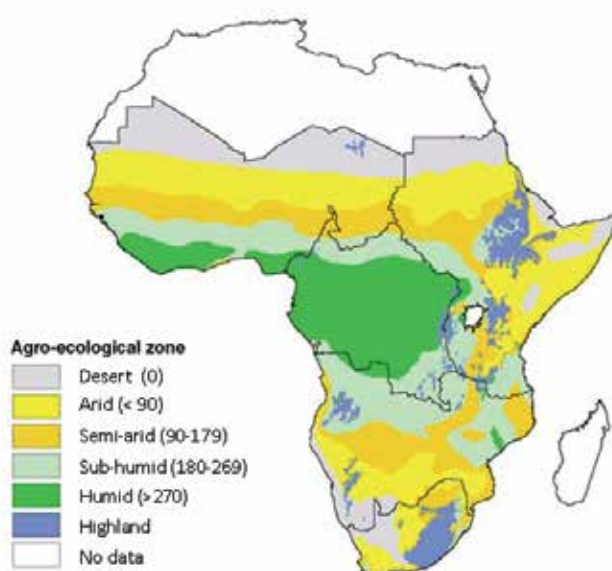 Agro-ecological zone
Desert (0)
Arid (< 90)
Semi-arid (90-179)
Sub-humid (180-269)
Humid (>270)
Highland
No data